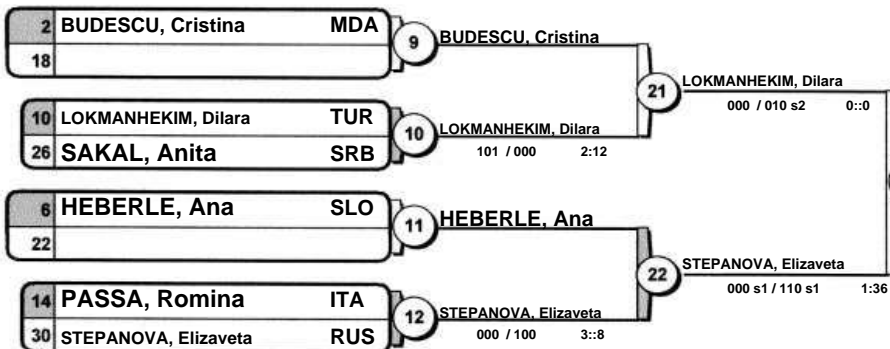 2 BUDESCU, Cristina MDA
18
9 BUDESCU, Cristina
10 LOKMANHEKIM, Dilara TUR
26 SAKAL, Anita SRB
10 LOKMANHEKIM, Dilara
101 / 000 2:12
21 LOKMANHEKIM, Dilara
000 / 010 s2 0::0
6 HEBERLE, Ana SLO
22
11 HEBERLE, Ana
14 PASSA, Romina ITA
30 STEPANOVA, Elizaveta RUS
12 STEPANOVA, Elizaveta
000 / 100 3::8
22 STEPANOVA, Elizaveta
000 s1 / 110 s1 1:36